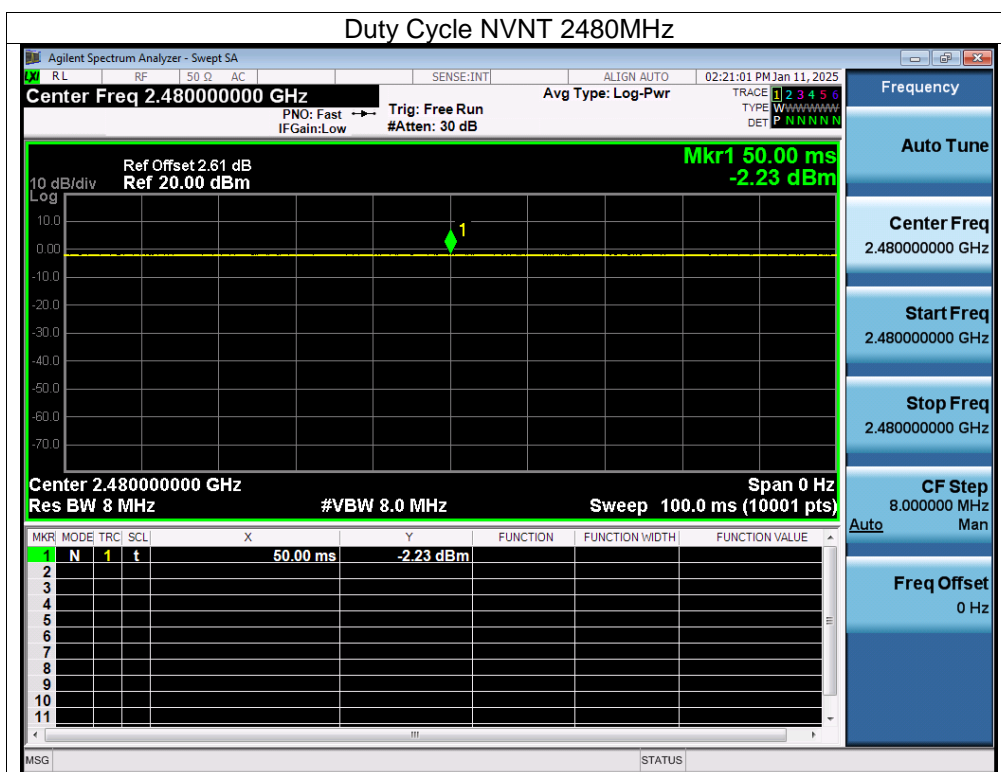 Duty Cycle NVNT 2480MHz
Agilent Spectrum Analyzer - Swept SA
LXI RL RF 50 Ω AC SENSE:INT ALIGN AUTO 02:21:01 PM Jan 11, 2025
Center Freq 2.480000000 GHz
PNO: Fast
IFGain:Low
Trig: Free Run
#Atten: 30 dB
Avg Type: Log-Pwr
TRACE 1 2 3 4 5 6
TYPE WWWWWW
DET P N N N N N
Mkr1 50.00 ms
-2.23 dBm
Ref Offset 2.61 dB
10 dB/div Ref 20.00 dBm
Log
10.0
0.00
-10.0
-20.0
-30.0
-40.0
-50.0
-60.0
-70.0
1
Center 2.480000000 GHz Span 0 Hz
Res BW 8 MHz #VBW 8.0 MHz Sweep 100.0 ms (10001 pts)
MKR MODE TRC SCL X Y FUNCTION FUNCTION WIDTH FUNCTION VALUE
1 N 1 t 50.00 ms -2.23 dBm
2
3
4
5
6
7
8
9
10
11
MSG STATUS
Frequency
Auto Tune
Center Freq
2.480000000 GHz
Start Freq
2.480000000 GHz
Stop Freq
2.480000000 GHz
CF Step
8.000000 MHz
Auto Man
Freq Offset
0 Hz